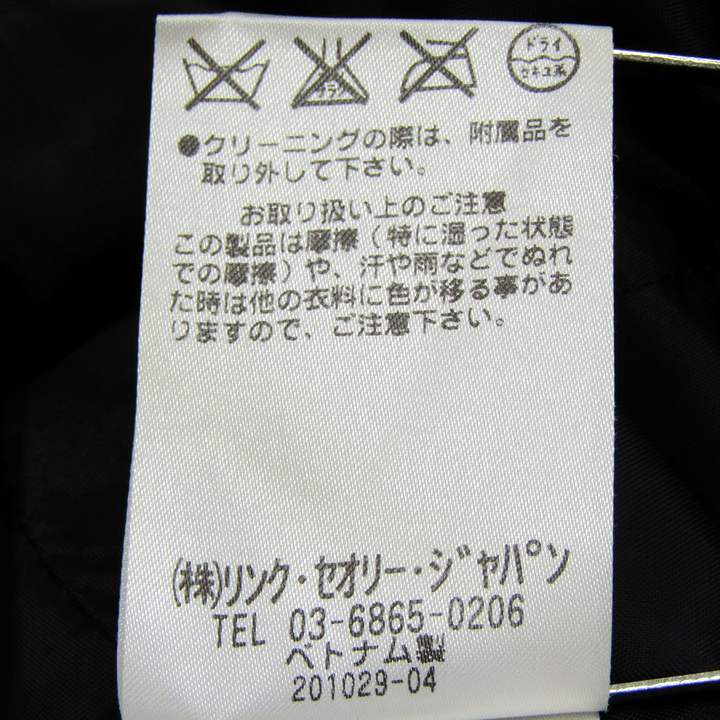 エンソ サラシ ドライ
セキユ系
●クリーニングの際は、附属品を
取り外して下さい。
お取り扱い上のご注意
この製品は摩擦（特に湿った状態
での摩擦）や、汗や雨などでぬれ
た時は他の衣料に色が移る事があ
りますので、ご注意下さい。
(株)リンク・セオリー・ジャパン
TEL 03-6865-0206
ベトナム製
201029-04